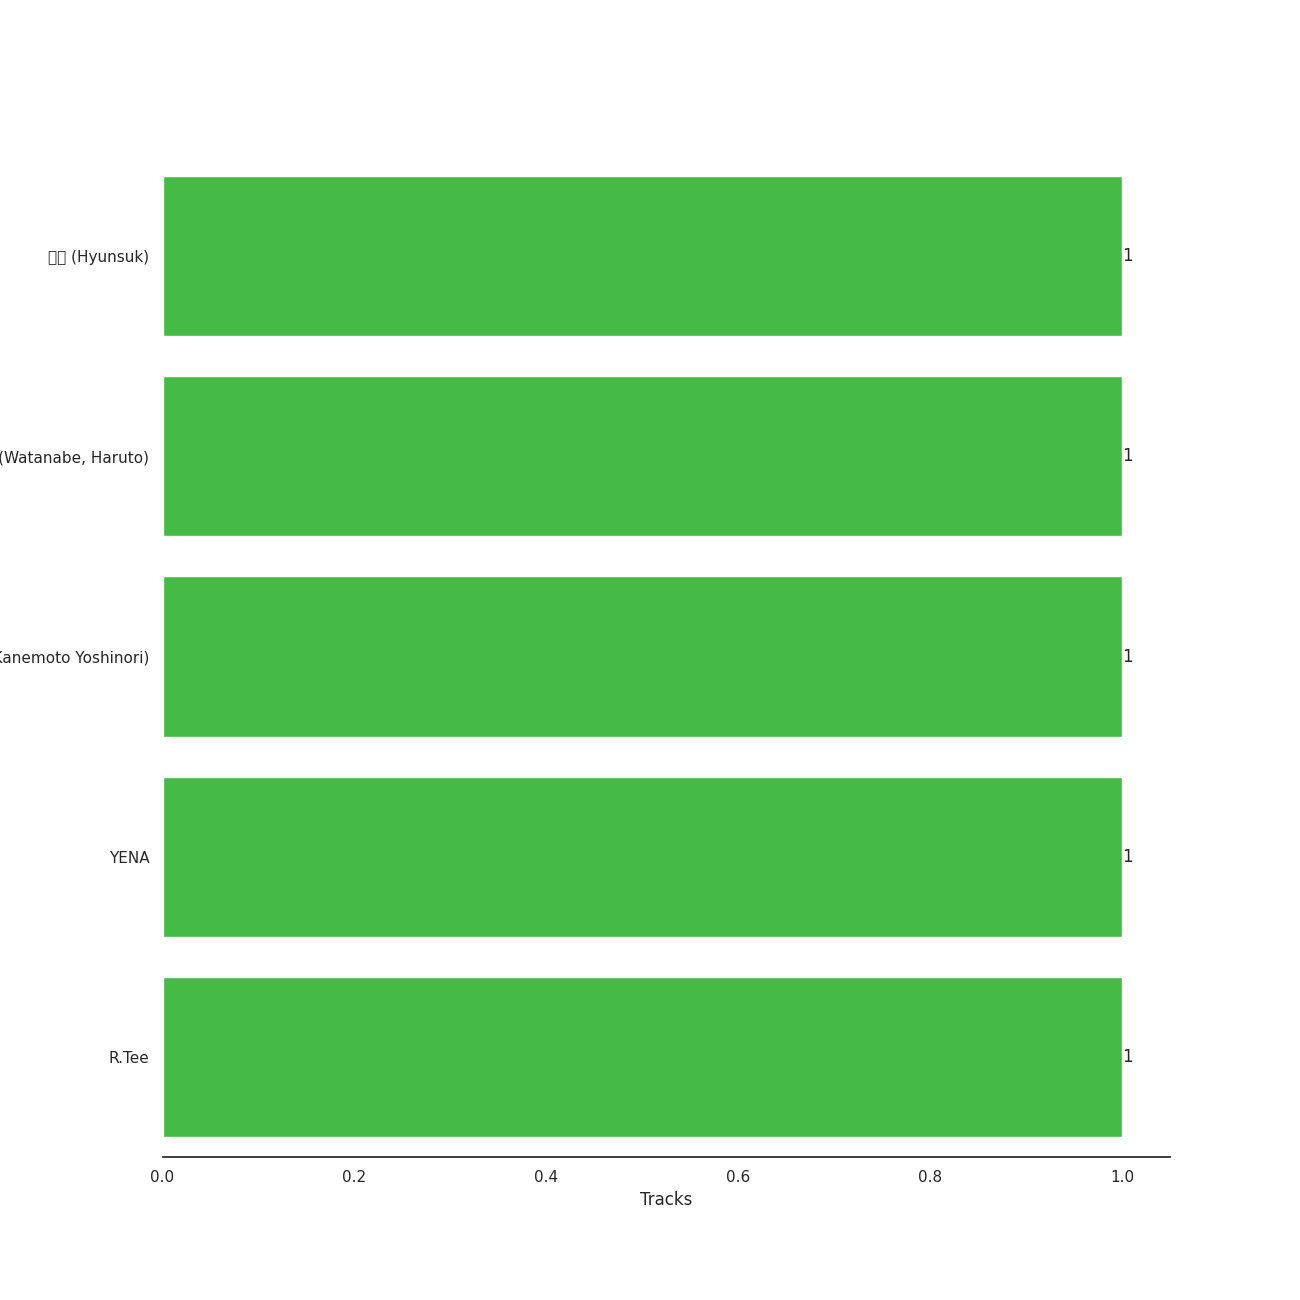 (Hyunsuk)
1
(Watanabe, Haruto)
1
Kanemoto Yoshinori)
1
YENA
1
R.Tee
1
0.0 0.2 0.4 0.6 0.8 1.0
Tracks